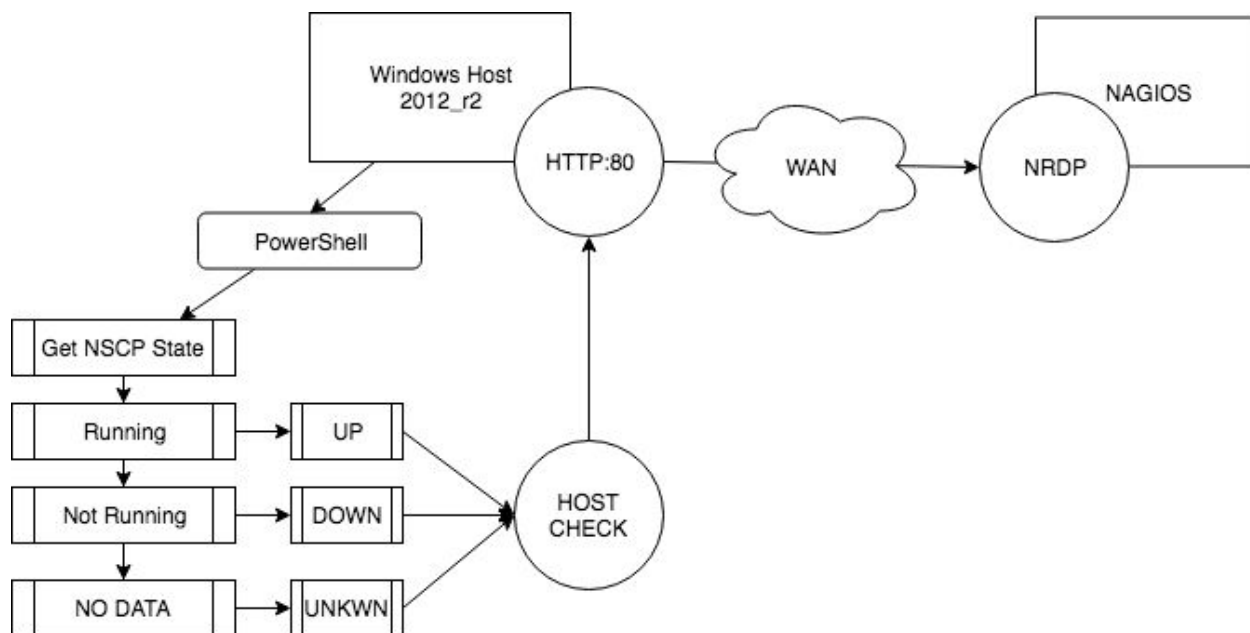 Windows Host
2012_r2
NAGIOS
HTTP:80
WAN
NRDP
PowerShell
Get NSCP State
Running
UP
Not Running
DOWN
HOST
CHECK
NO DATA
UNKWN